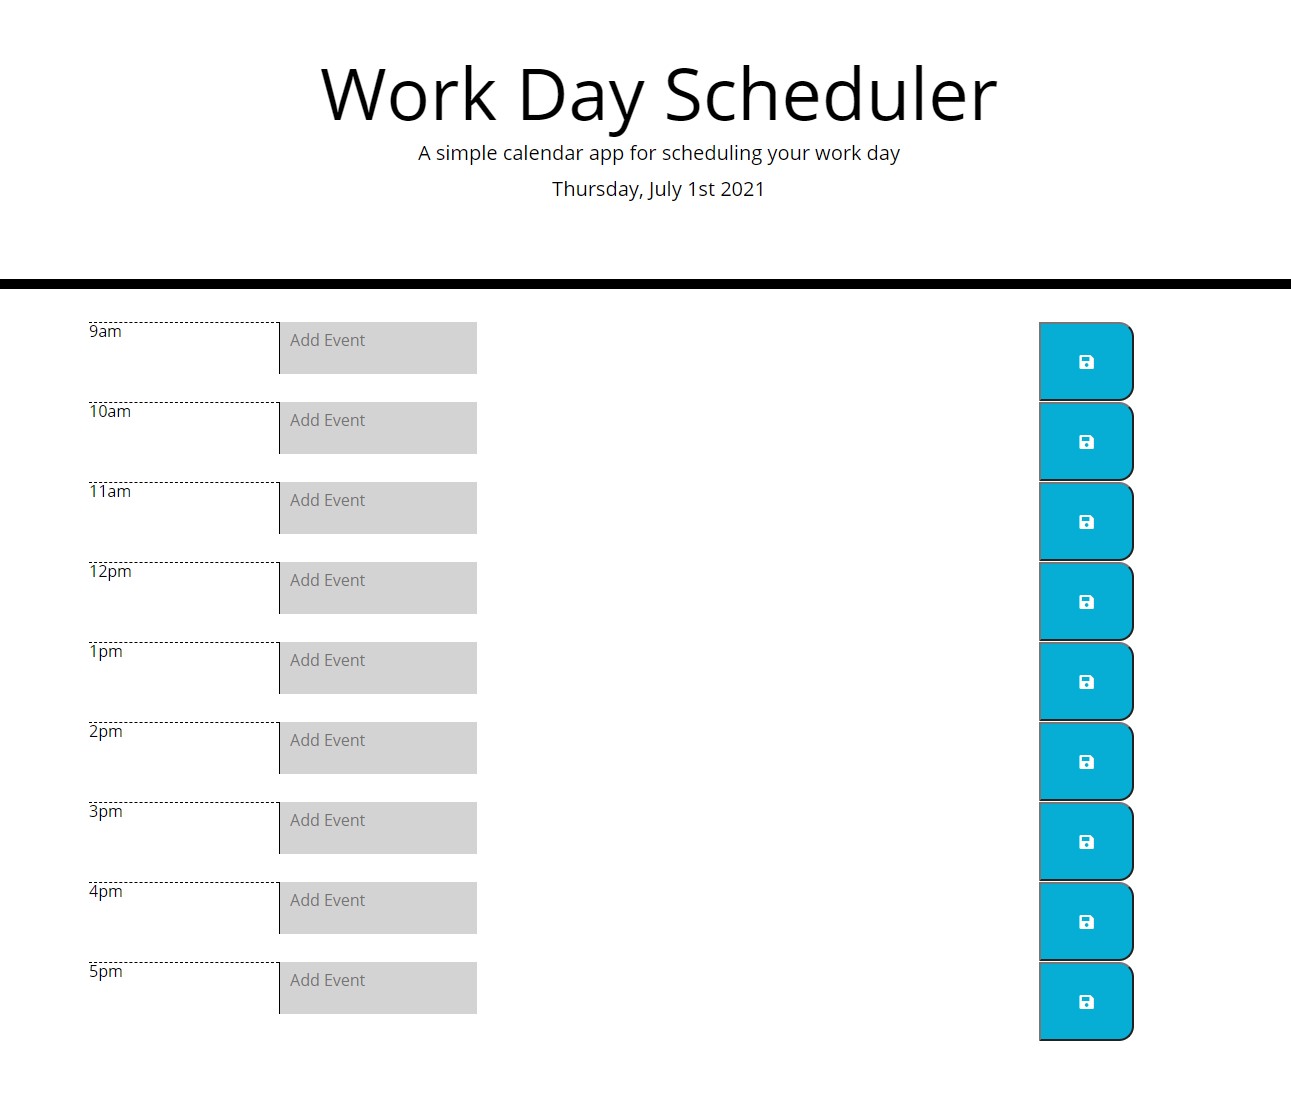 Work Day Scheduler
A simple calendar app for scheduling your work day
Thursday, July 1st 2021
9am
Add Event
10am
Add Event
11am
Add Event
12pm
Add Event
1pm
Add Event
2pm
Add Event
3pm
Add Event
4pm
Add Event
5pm
Add Event